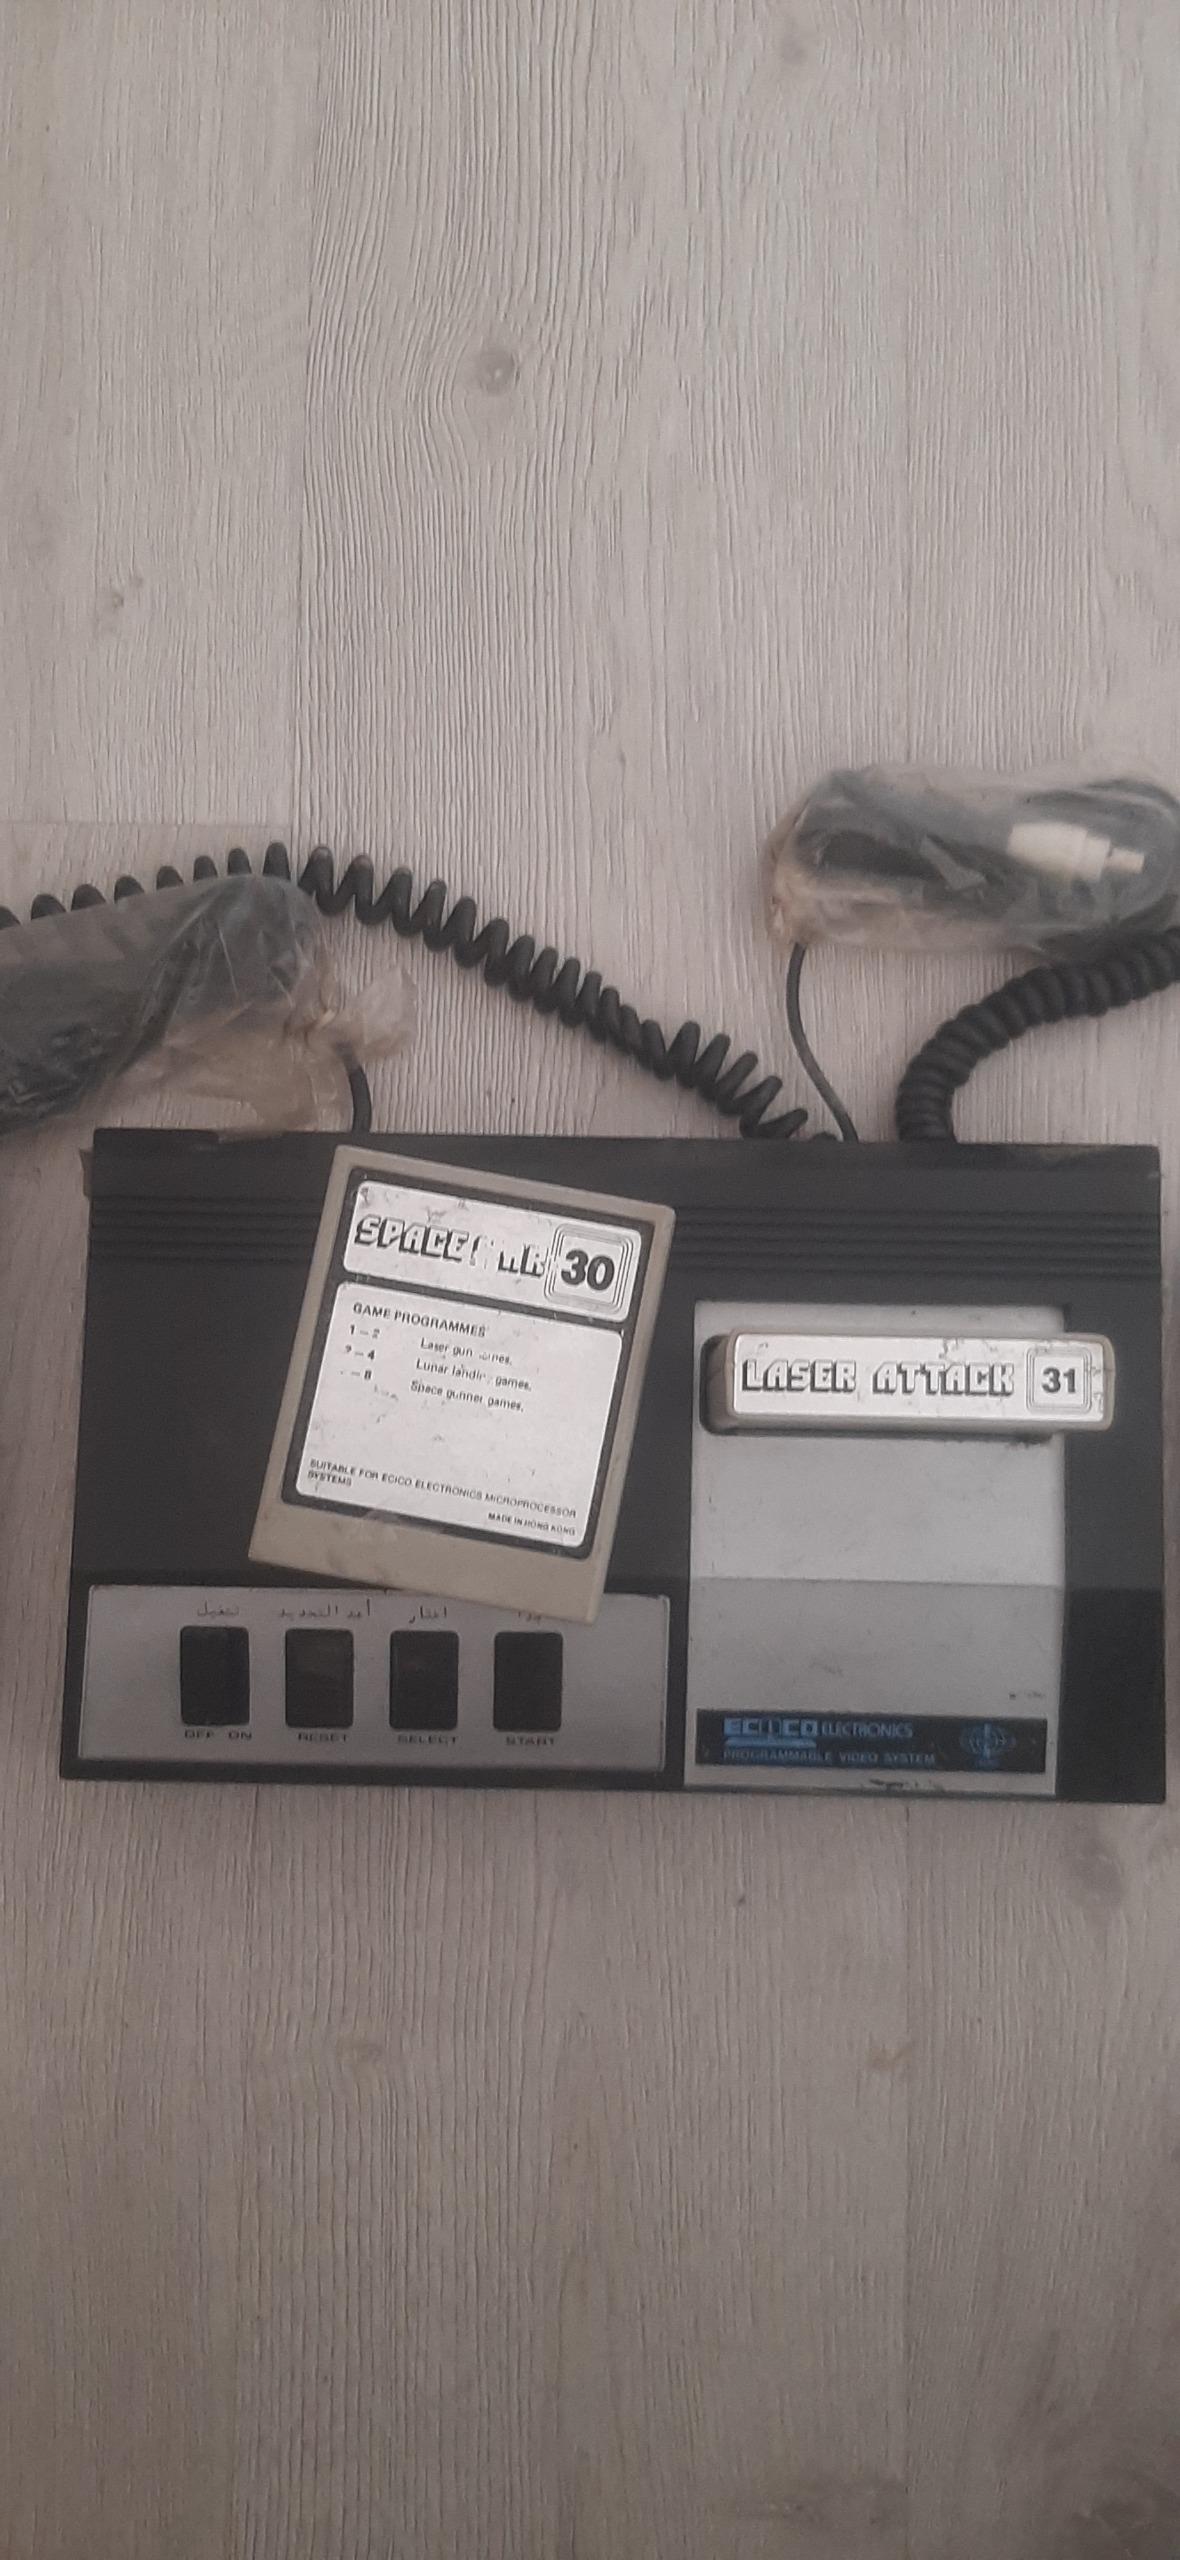 30
GAME PROGRAMMES
1 – 2 Laser gun
– 4 Lunar games.
– 8 Space gunner games.
SUITABLE FOR ECICO ELECTRONICS MICROPROCESSOR
SYSTEMS
MADE IN HONG KONG
LASER ATTACK 31
تشغيل أعد التحديد اختار
OFF ON RESET SELECT START
ECICO ELECTRONICS
PROGRAMMABLE VIDEO SYSTEM